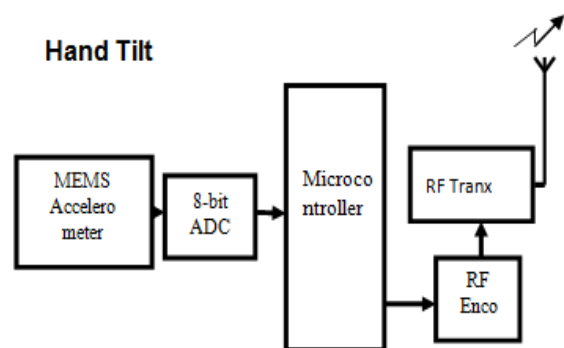 Hand Tilt
MEMS
Accelero
meter
8-bit
ADC
Microco
ntroller
RF Tranx
RF
Enco